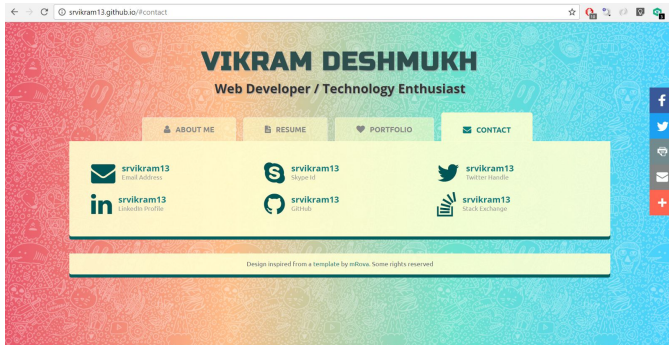 srvikram13.github.io/#contact
VIKRAM DESHMUKH
Web Developer / Technology Enthusiast
ABOUT ME RESUME PORTFOLIO CONTACT
srvikram13 srvikram13 srvikram13
Email Address Skype Id Twitter Handle
srvikram13 srvikram13 srvikram13
LinkedIn Profile GitHub Stack Exchange
Design inspired from a template by mRova. Some rights reserved